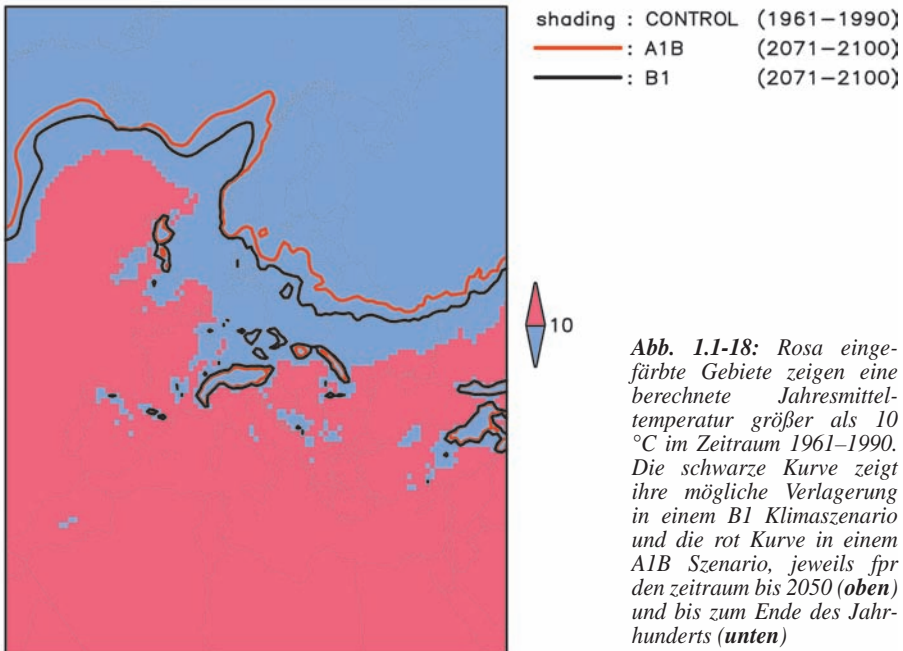 shading : CONTROL (1961–1990)
: A1B (2071–2100)
: B1 (2071–2100)
10
Abb. 1.1-18: Rosa einge-
färbte Gebiete zeigen eine
berechnete Jahresmittel-
temperatur größer als 10
°C im Zeitraum 1961–1990.
Die schwarze Kurve zeigt
ihre mögliche Verlagerung
in einem B1 Klimaszenario
und die rot Kurve in einem
A1B Szenario, jeweils fpr
den zeitraum bis 2050 (oben)
und bis zum Ende des Jahr-
hunderts (unten)